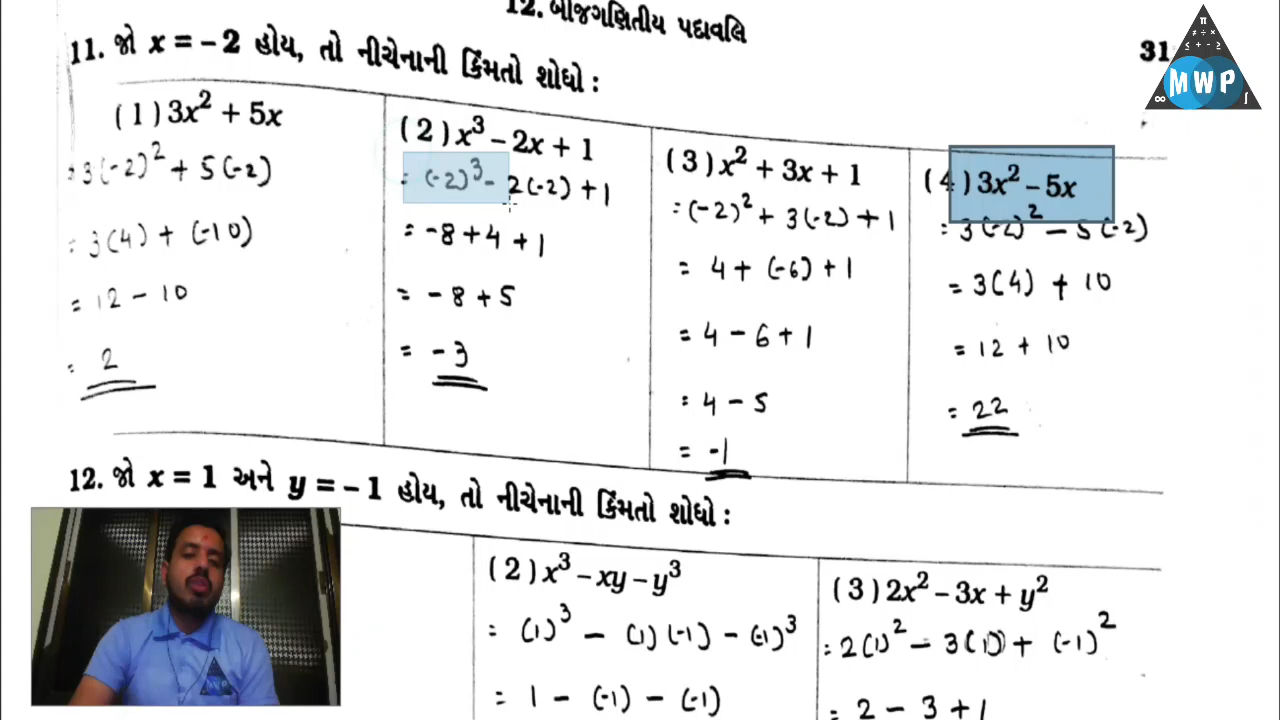 12. બીજગણિતીય પદાવલિ
31
MWP
11. જો x = – 2 હોય, તો નીચેનાની કિંમતો શોધો :
(1) 3x² + 5x
= 3(-2)² + 5(-2)
= 3(4) + (-10)
= 12 - 10
= 2
(2) x³ – 2x + 1
= (-2)³ - 2(-2) + 1
= -8 + 4 + 1
= -8 + 5
= -3
(3) x² + 3x + 1
= (-2)² + 3(-2) + 1
= 4 + (-6) + 1
= 4 - 6 + 1
= 4 - 5
= -1
(4) 3x² – 5x
= 3(-2)² - 5(-2)
= 3(4) + 10
= 12 + 10
= 22
12. જો x = 1 અને y = – 1 હોય, તો નીચેનાની કિંમતો શોધો :
(2) x³ – xy – y³
= (1)³ - (1)(-1) - (-1)³
= 1 - (-1) - (-1)
(3) 2x² – 3x + y²
= 2(1)² - 3(1) + (-1)²
= 2 - 3 + 1